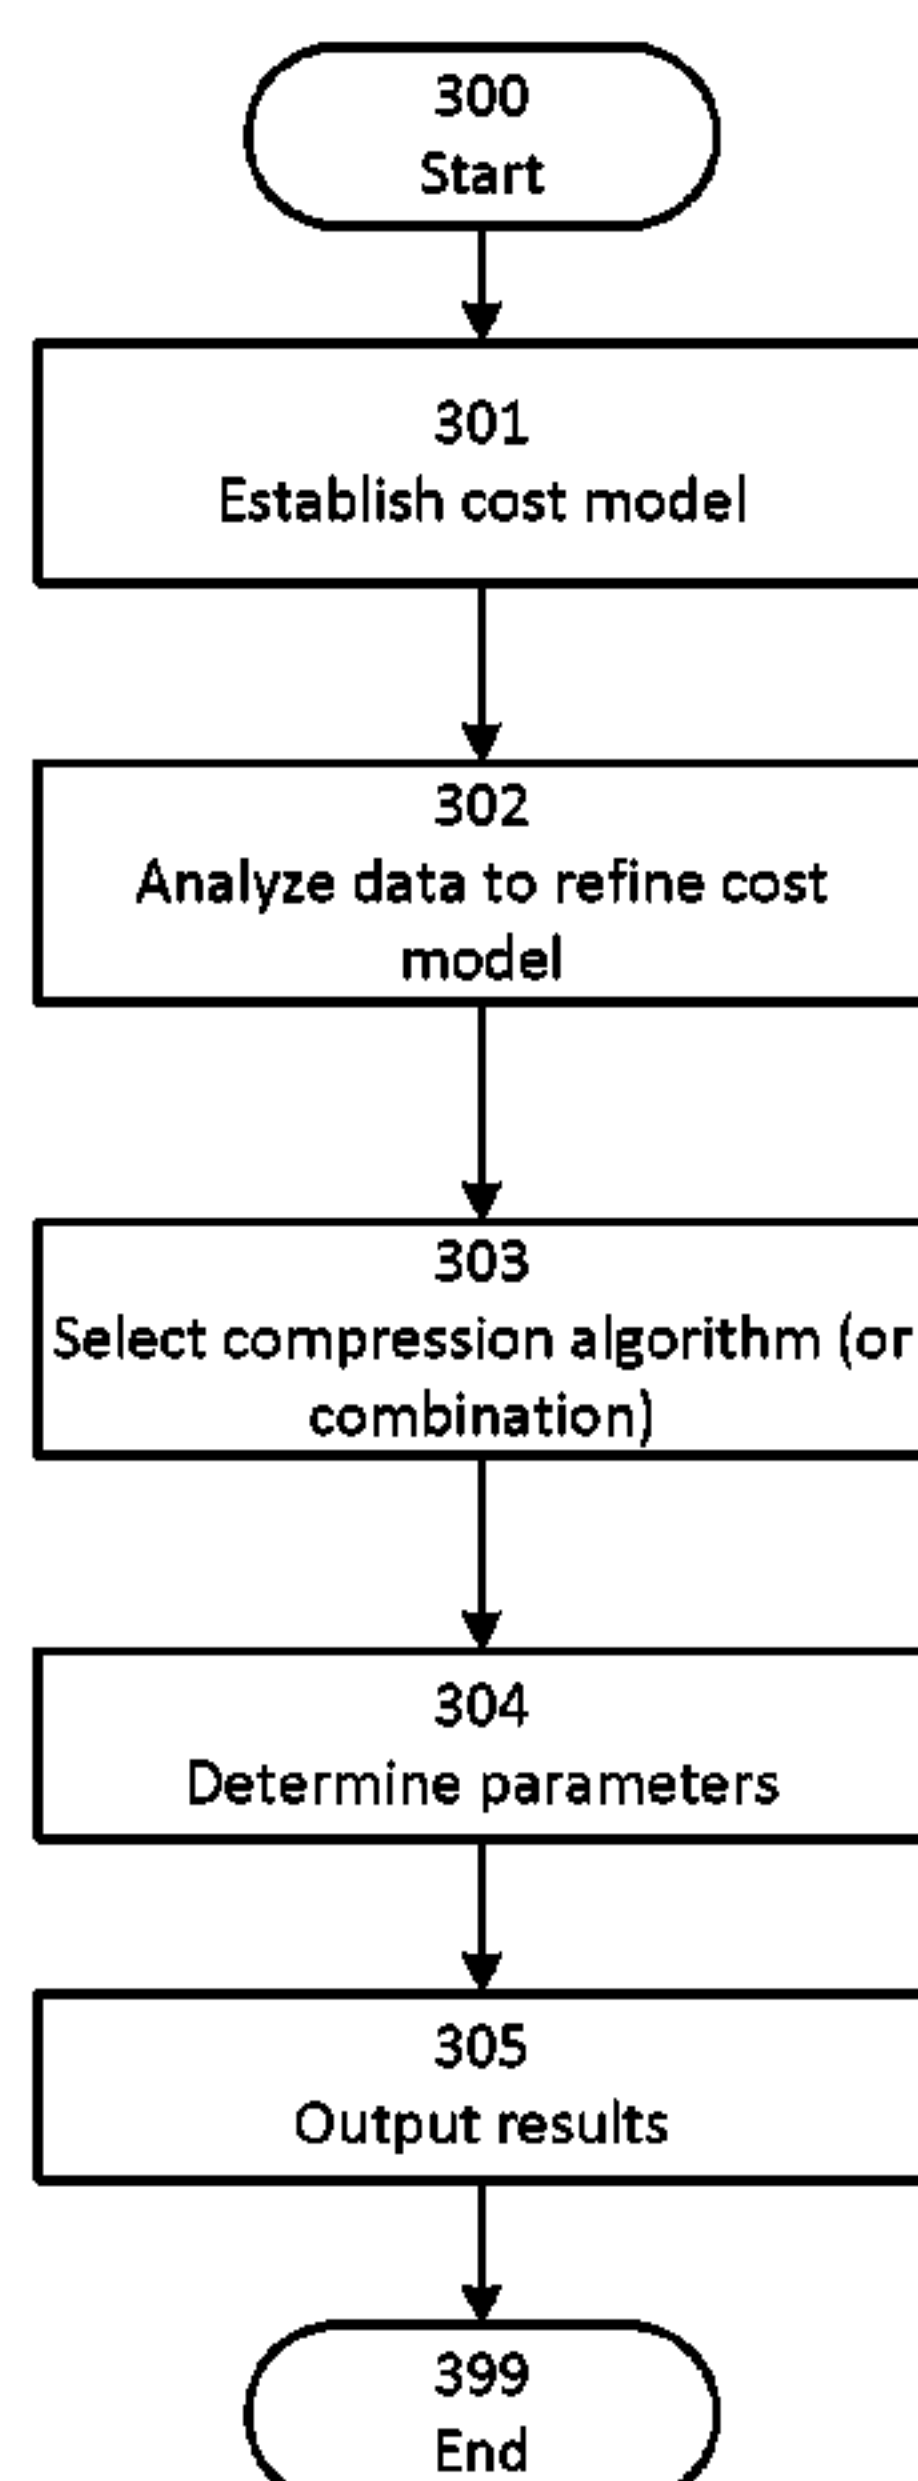 300
Start
301
Establish cost model
302
Analyze data to refine cost
model
303
Select compression algorithm (or
combination)
304
Determine parameters
305
Output results
399
End